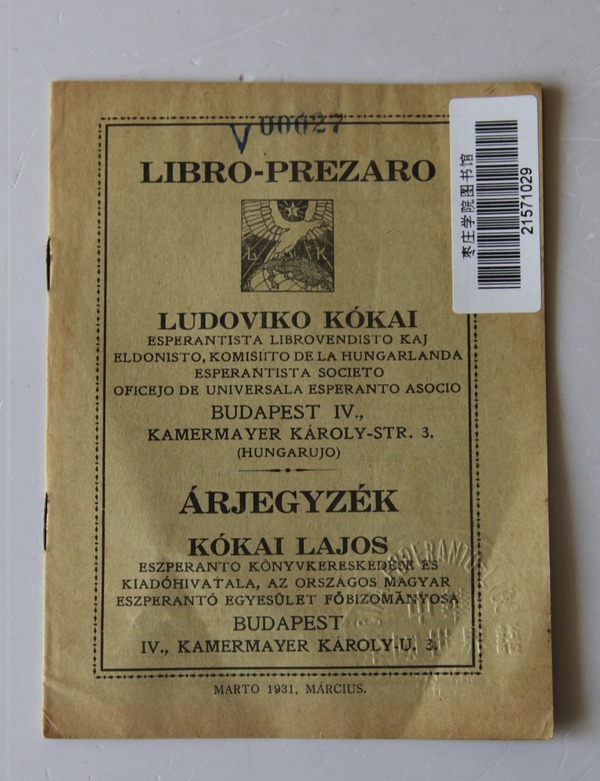 V 00027
LIBRO-PREZARO
L K
LUDOVIKO KÓKAI
ESPERANTISTA LIBROVENDISTO KAJ
ELDONISTO, KOMISIITO DE LA HUNGARLANDA
ESPERANTISTA SOCIETO
OFICEJO DE UNIVERSALA ESPERANTO ASOCIO
BUDAPEST IV.,
KAMERMAYER KÁROLY-STR. 3.
(HUNGARUJO)
ÁRJEGYZÉK
KÓKAI LAJOS
ESZPERANTO KÖNYVKERESKEDÉSE ÉS
KIADÓHIVATALA, AZ ORSZÁGOS MAGYAR
ESZPERANTÓ EGYESÜLET FŐBIZOMÁNYOSA
BUDAPEST
IV., KAMERMAYER KÁROLY-U. 3.
MARTO 1931. MÁRCIUS.
枣庄学院图书馆
21571029